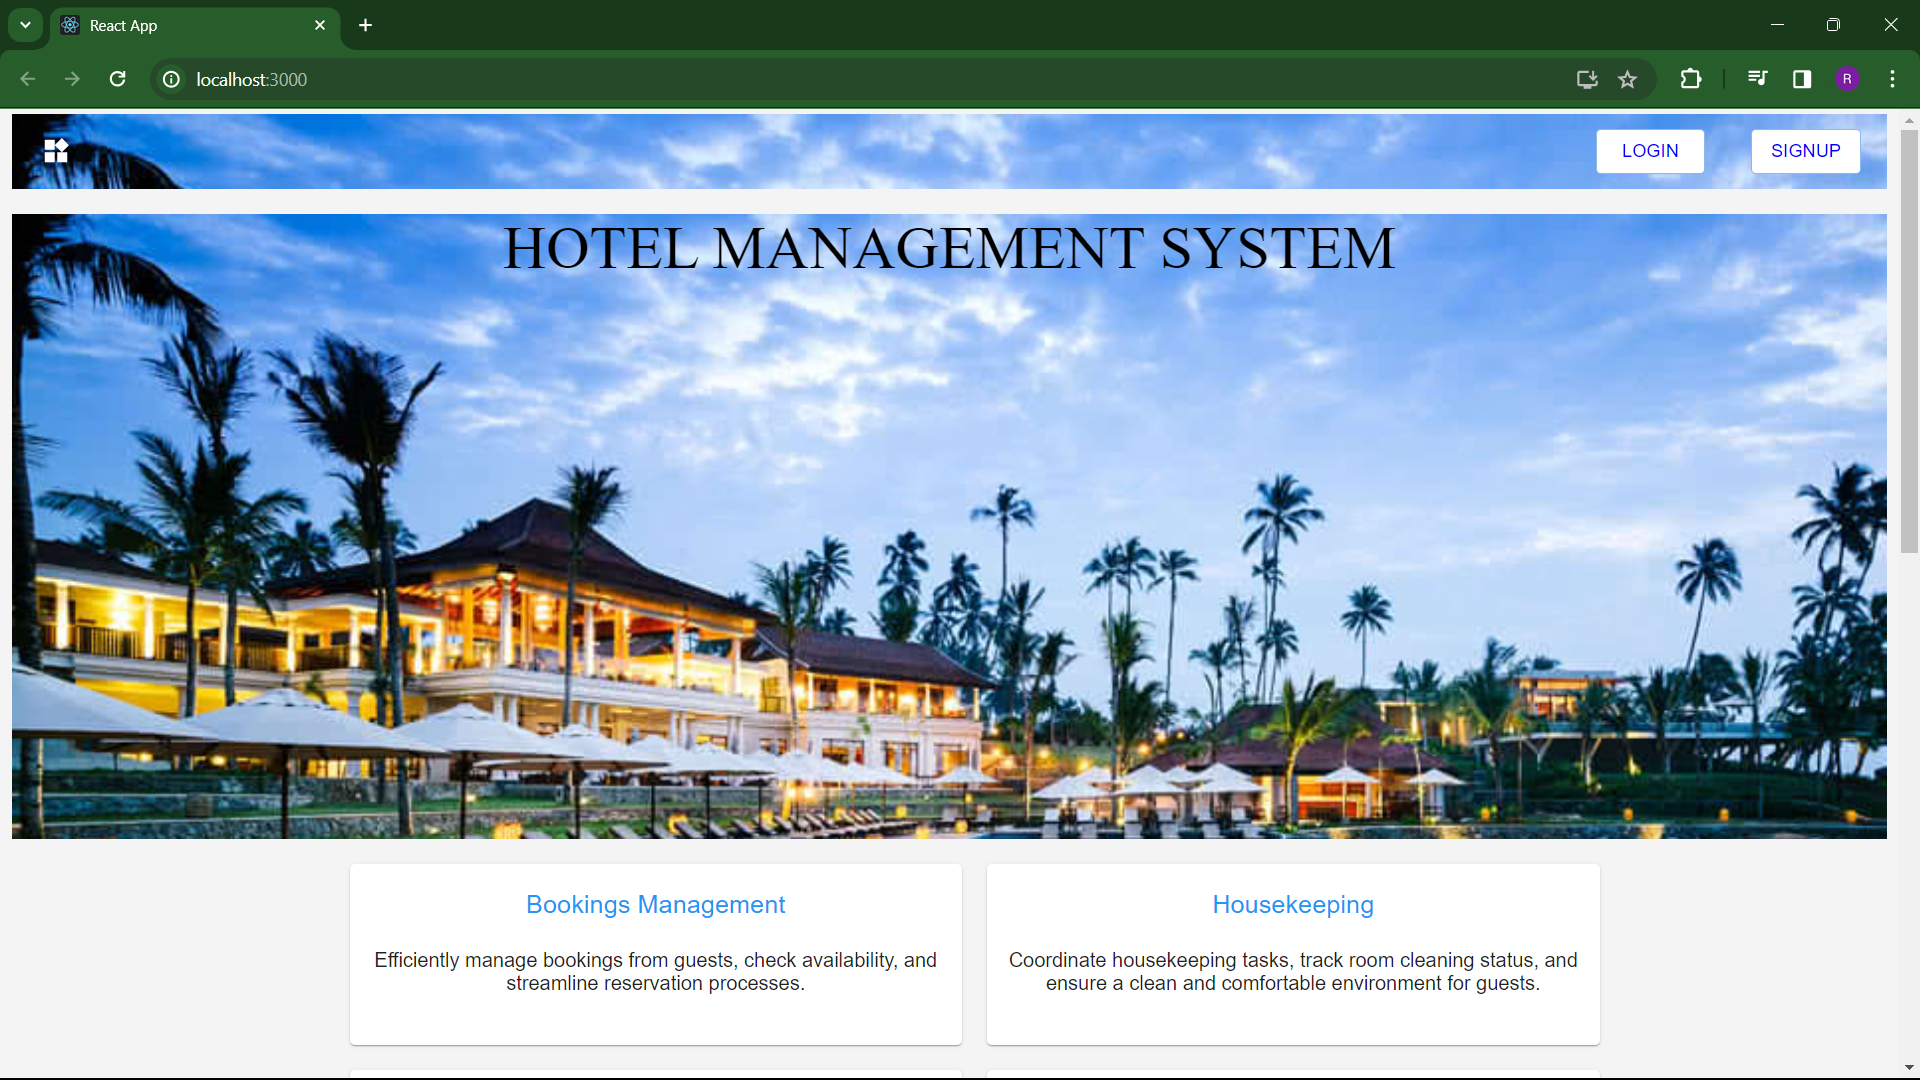 React App
localhost:3000
R
LOGIN
SIGNUP
HOTEL MANAGEMENT SYSTEM
Bookings Management
Efficiently manage bookings from guests, check availability, and
streamline reservation processes.
Housekeeping
Coordinate housekeeping tasks, track room cleaning status, and
ensure a clean and comfortable environment for guests.